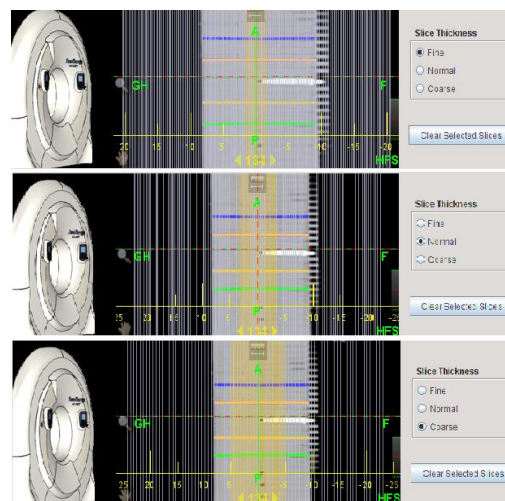 A
GH
F
P
20 15 10 5 -5 -10 -15 -20
131
HFS
Slice Thickness
Fine
Normal
Coarse
Clear Selected Slices
A
GH
F
P
25 20 15 10 5 -5 -10 -15 -20 25
131
HFS
Slice Thickness
Fine
Normal
Coarse
Clear Selected Slices
A
GH
F
P
25 20 15 10 5 -5 -10 -15 -20 25
131
HFS
Slice Thickness
Fine
Normal
Coarse
Clear Selected Slices